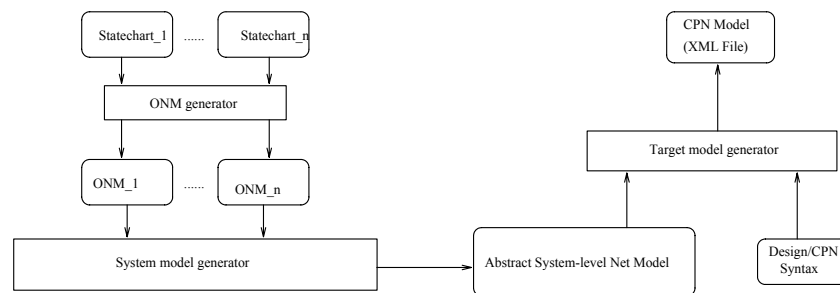 Statechart_1 ...... Statechart_n
ONM generator
ONM_1 ...... ONM_n
System model generator
Abstract System-level Net Model
CPN Model
(XML File)
Target model generator
Design/CPN
Syntax